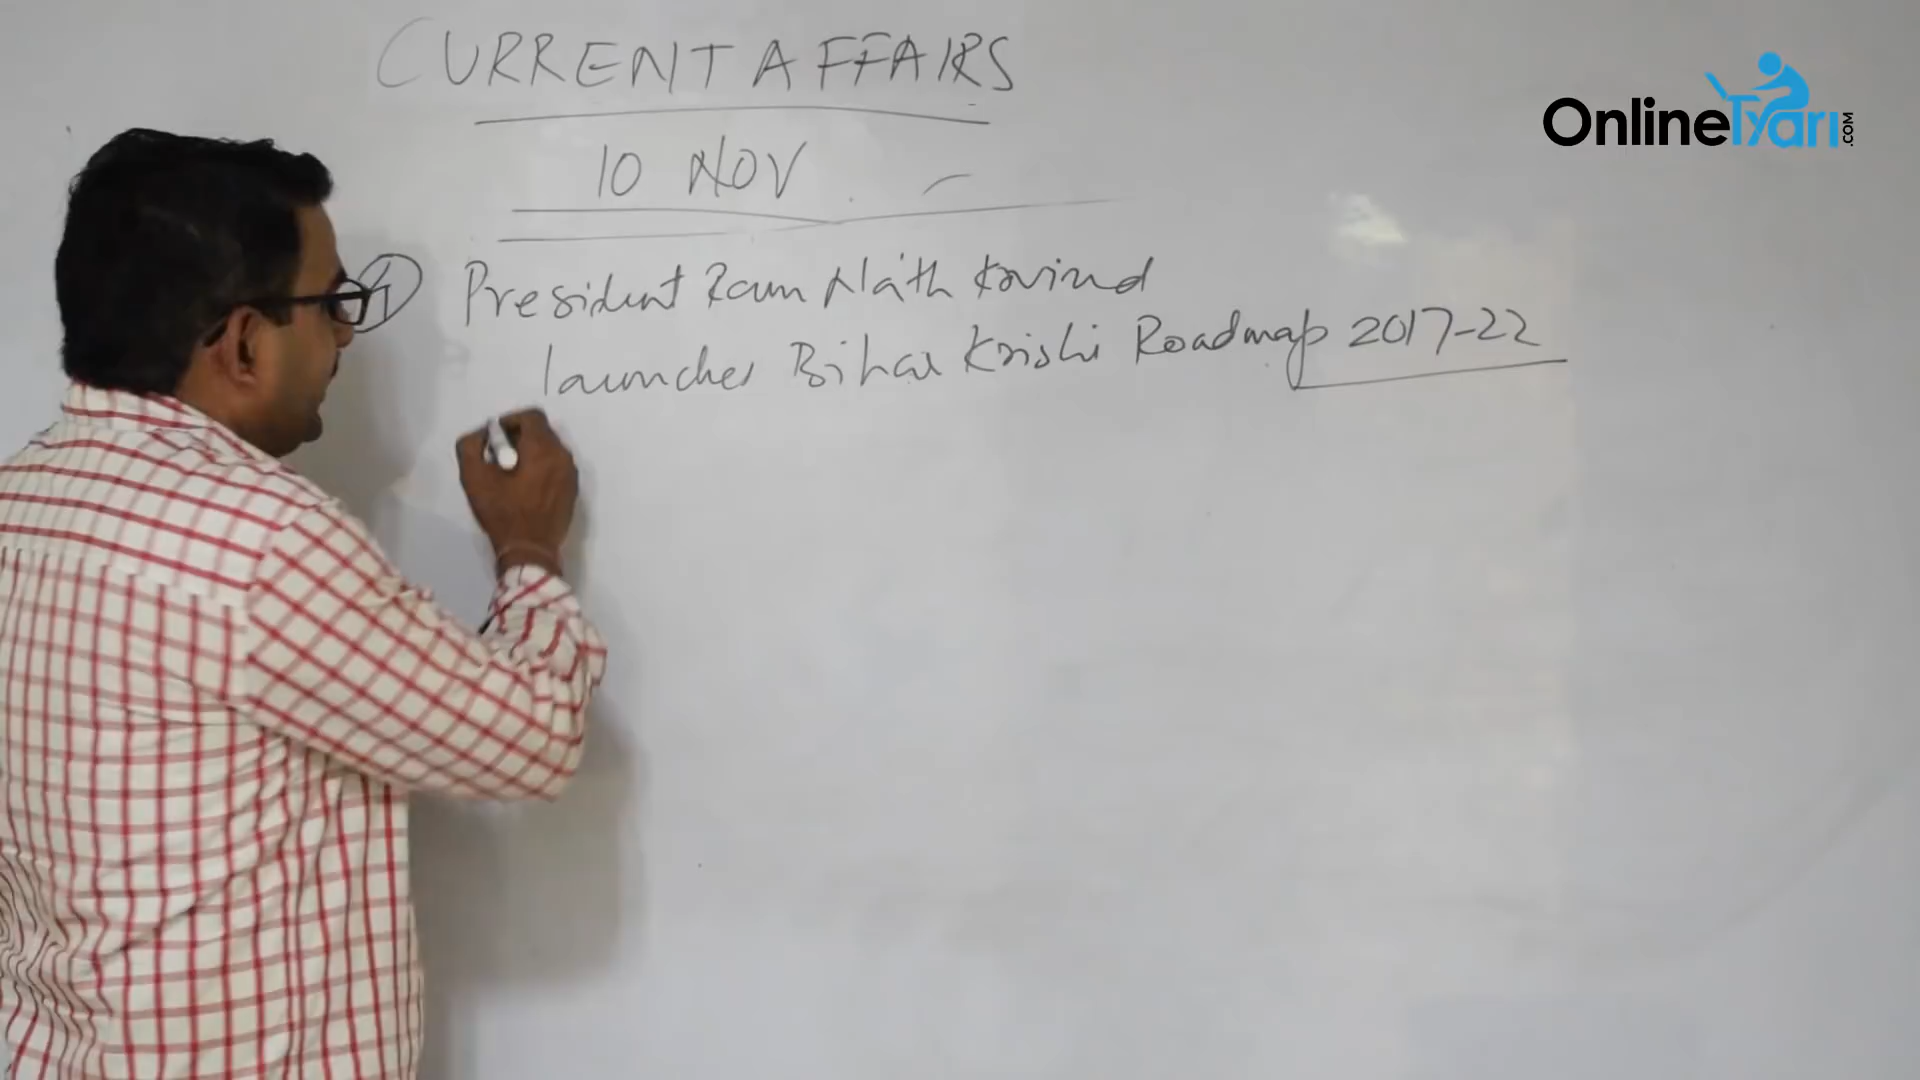 CURRENT AFFAIRS
OnlineTyari.COM
10 NOV
1 President Ram Nath Kovind
launches Bihar Krishi Roadmap 2017-22